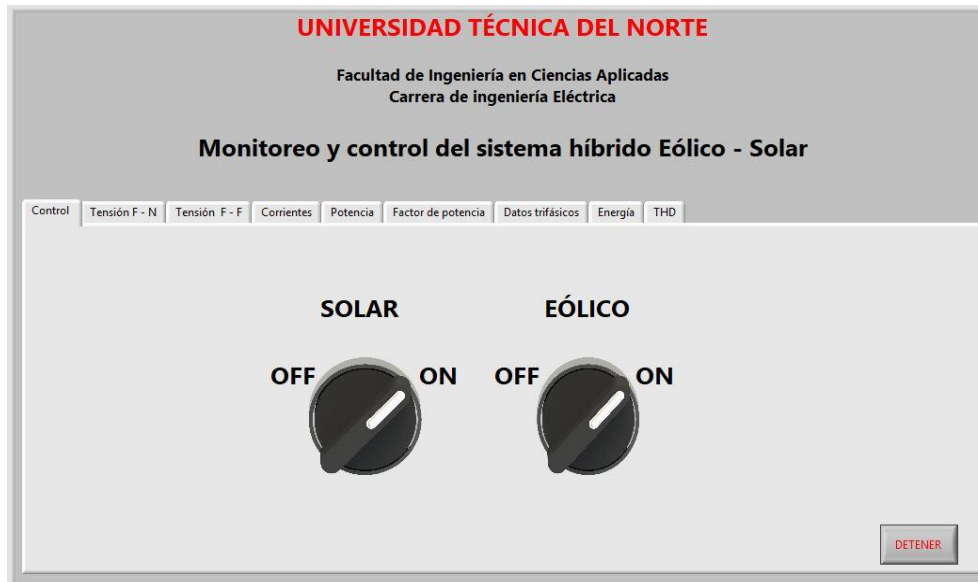 UNIVERSIDAD TÉCNICA DEL NORTE
Facultad de Ingeniería en Ciencias Aplicadas
Carrera de ingeniería Eléctrica
Monitoreo y control del sistema híbrido Eólico - Solar
Control Tensión F - N Tensión F - F Corrientes Potencia Factor de potencia Datos trifásicos Energía THD
SOLAR EÓLICO
OFF ON OFF ON
DETENER